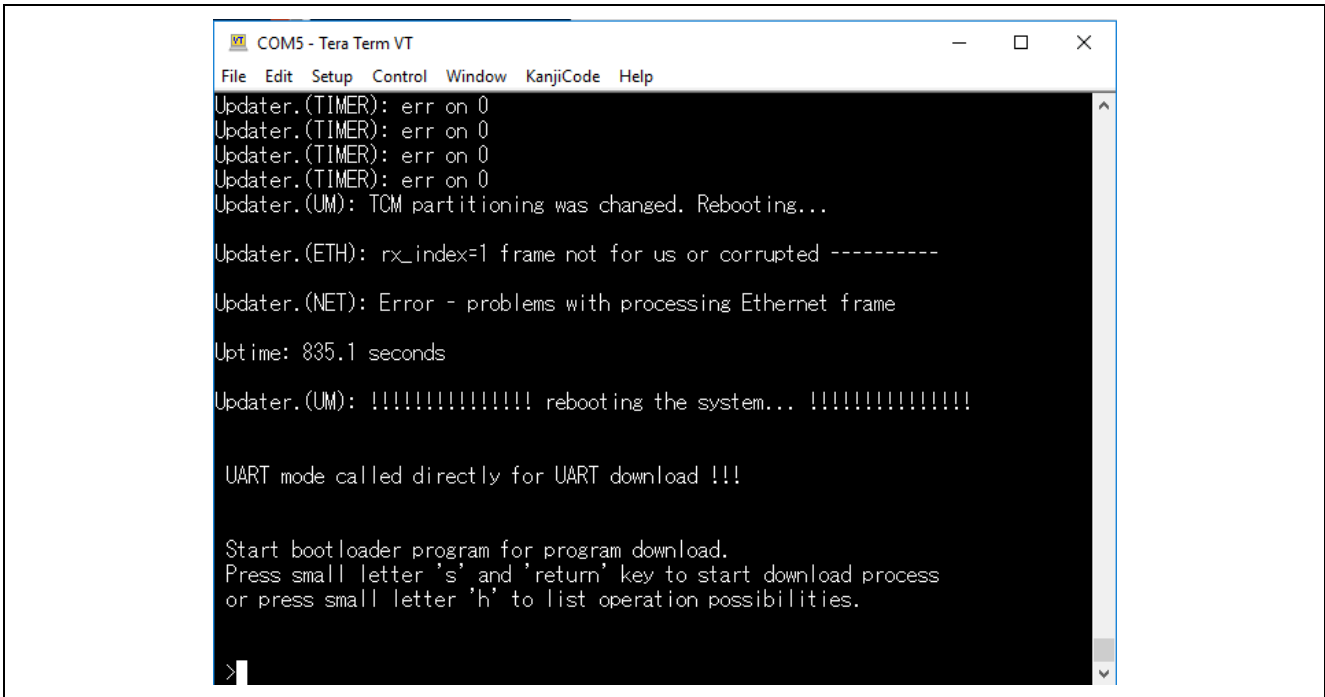 COM5 - Tera Term VT
File Edit Setup Control Window KanjiCode Help
Updater.(TIMER): err on 0
Updater.(TIMER): err on 0
Updater.(TIMER): err on 0
Updater.(TIMER): err on 0
Updater.(UM): TCM partitioning was changed. Rebooting...
Updater.(ETH): rx_index=1 frame not for us or corrupted ----------
Updater.(NET): Error - problems with processing Ethernet frame
Uptime: 835.1 seconds
Updater.(UM): !!!!!!!!!!!!!!! rebooting the system... !!!!!!!!!!!!!!!
UART mode called directly for UART download !!!
Start bootloader program for program download.
Press small letter 's' and 'return' key to start download process
or press small letter 'h' to list operation possibilities.
>